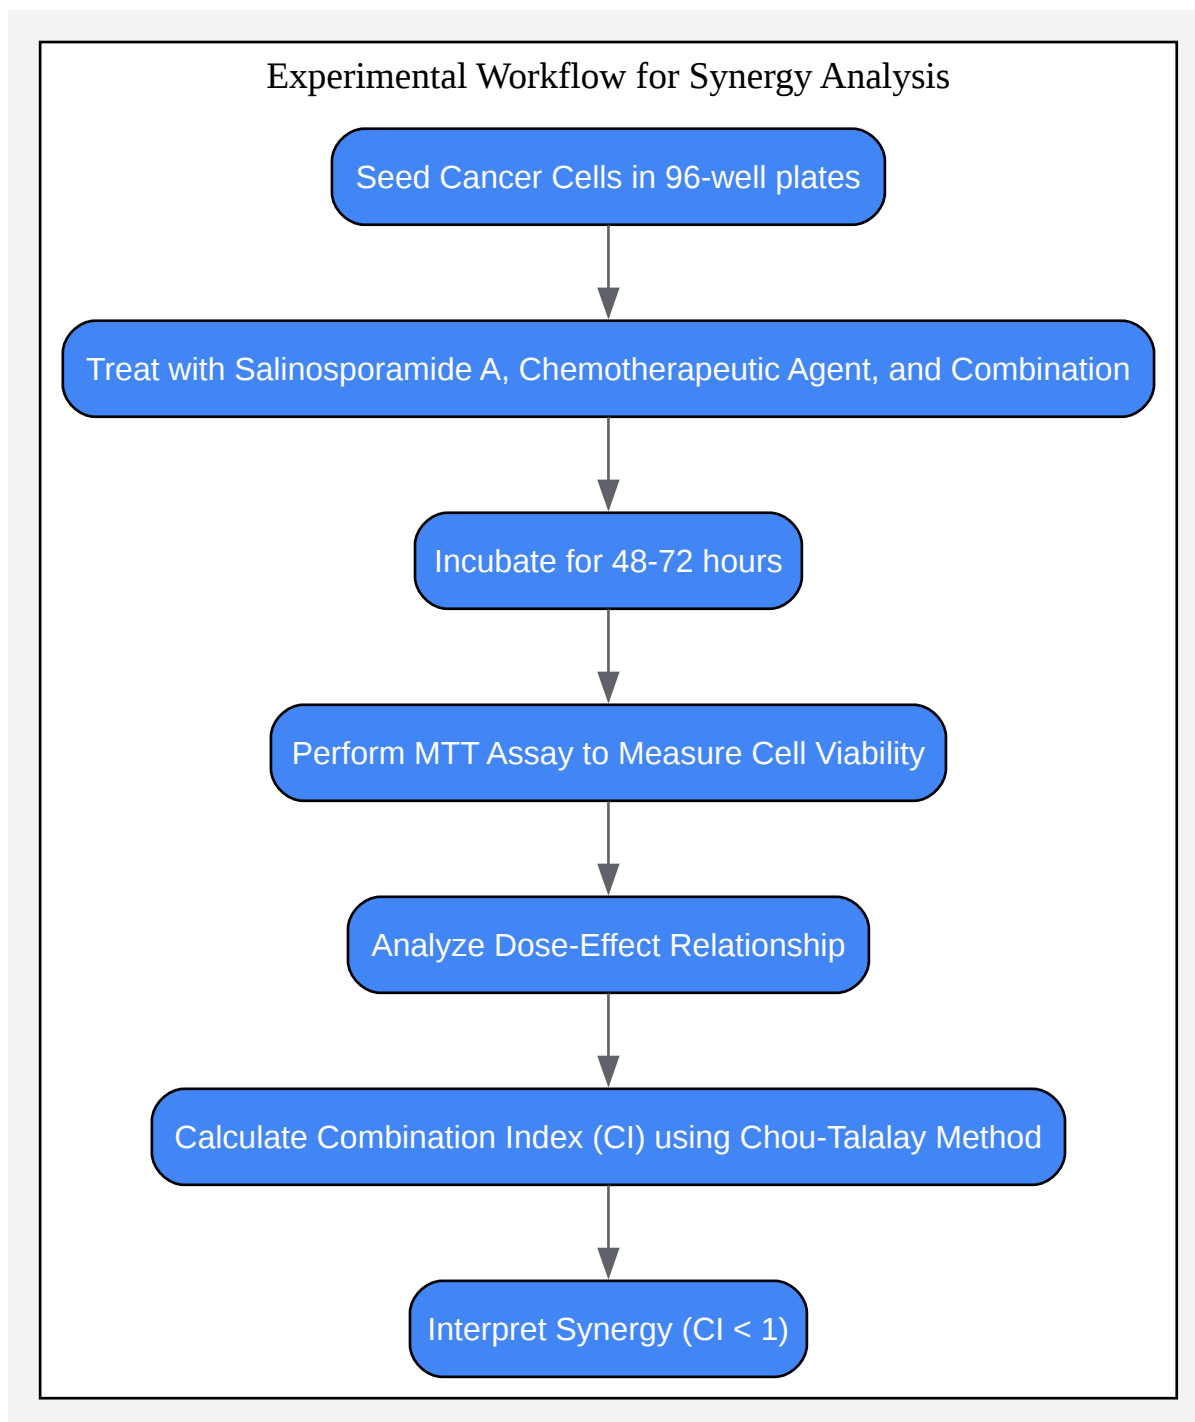 Experimental Workflow for Synergy Analysis
Seed Cancer Cells in 96-well plates
Treat with Salinosporamide A, Chemotherapeutic Agent, and Combination
Incubate for 48-72 hours
Perform MTT Assay to Measure Cell Viability
Analyze Dose-Effect Relationship
Calculate Combination Index (CI) using Chou-Talalay Method
Interpret Synergy (CI < 1)